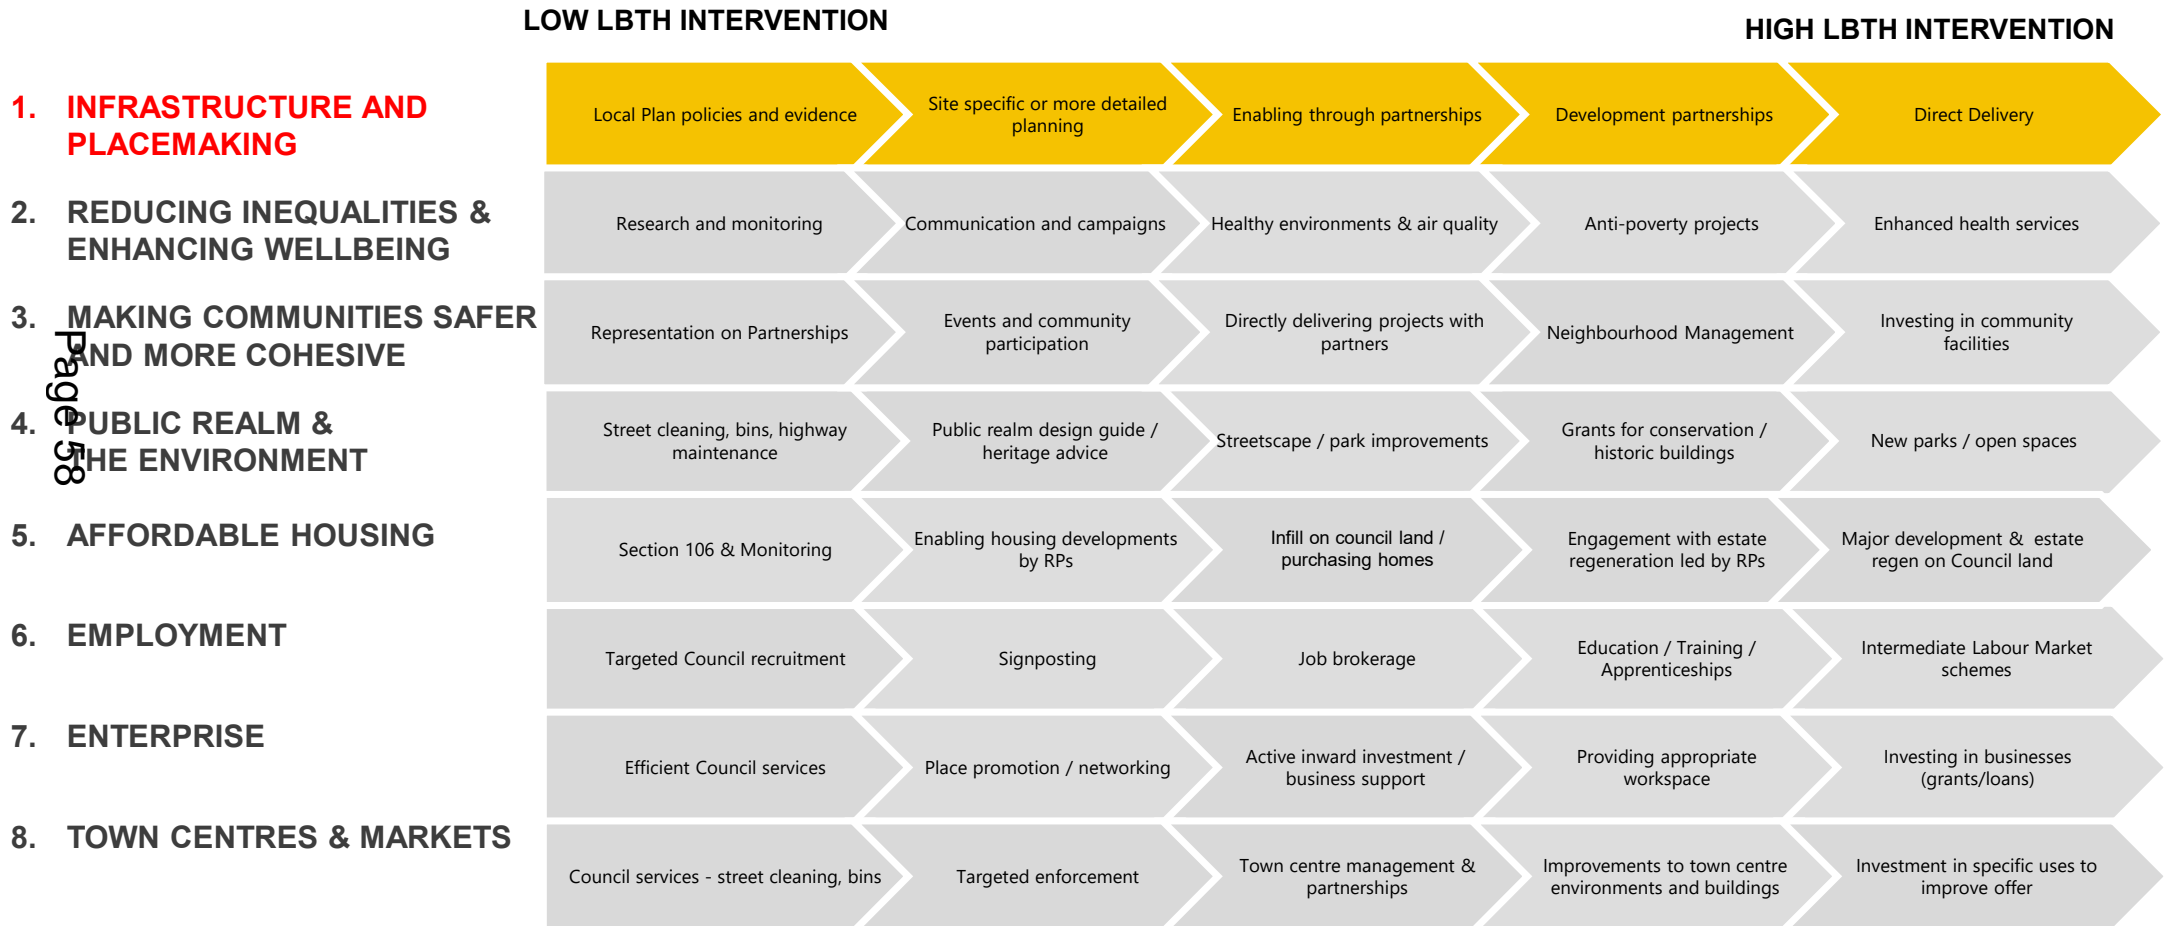 LOW LBTH INTERVENTION
HIGH LBTH INTERVENTION
1. INFRASTRUCTURE AND
PLACEMAKING
Local Plan policies and evidence
Site specific or more detailed
planning
Enabling through partnerships
Development partnerships
Direct Delivery
2. REDUCING INEQUALITIES &
ENHANCING WELLBEING
Research and monitoring
Communication and campaigns
Healthy environments & air quality
Anti-poverty projects
Enhanced health services
3. MAKING COMMUNITIES SAFER
AND MORE COHESIVE
Representation on Partnerships
Events and community
participation
Directly delivering projects with
partners
Neighbourhood Management
Investing in community
facilities
Page 58
4. PUBLIC REALM &
THE ENVIRONMENT
Street cleaning, bins, highway
maintenance
Public realm design guide /
heritage advice
Streetscape / park improvements
Grants for conservation /
historic buildings
New parks / open spaces
5. AFFORDABLE HOUSING
Section 106 & Monitoring
Enabling housing developments
by RPs
Infill on council land /
purchasing homes
Engagement with estate
regeneration led by RPs
Major development & estate
regen on Council land
6. EMPLOYMENT
Targeted Council recruitment
Signposting
Job brokerage
Education / Training /
Apprenticeships
Intermediate Labour Market
schemes
7. ENTERPRISE
Efficient Council services
Place promotion / networking
Active inward investment /
business support
Providing appropriate
workspace
Investing in businesses
(grants/loans)
8. TOWN CENTRES & MARKETS
Council services - street cleaning, bins
Targeted enforcement
Town centre management &
partnerships
Improvements to town centre
environments and buildings
Investment in specific uses to
improve offer